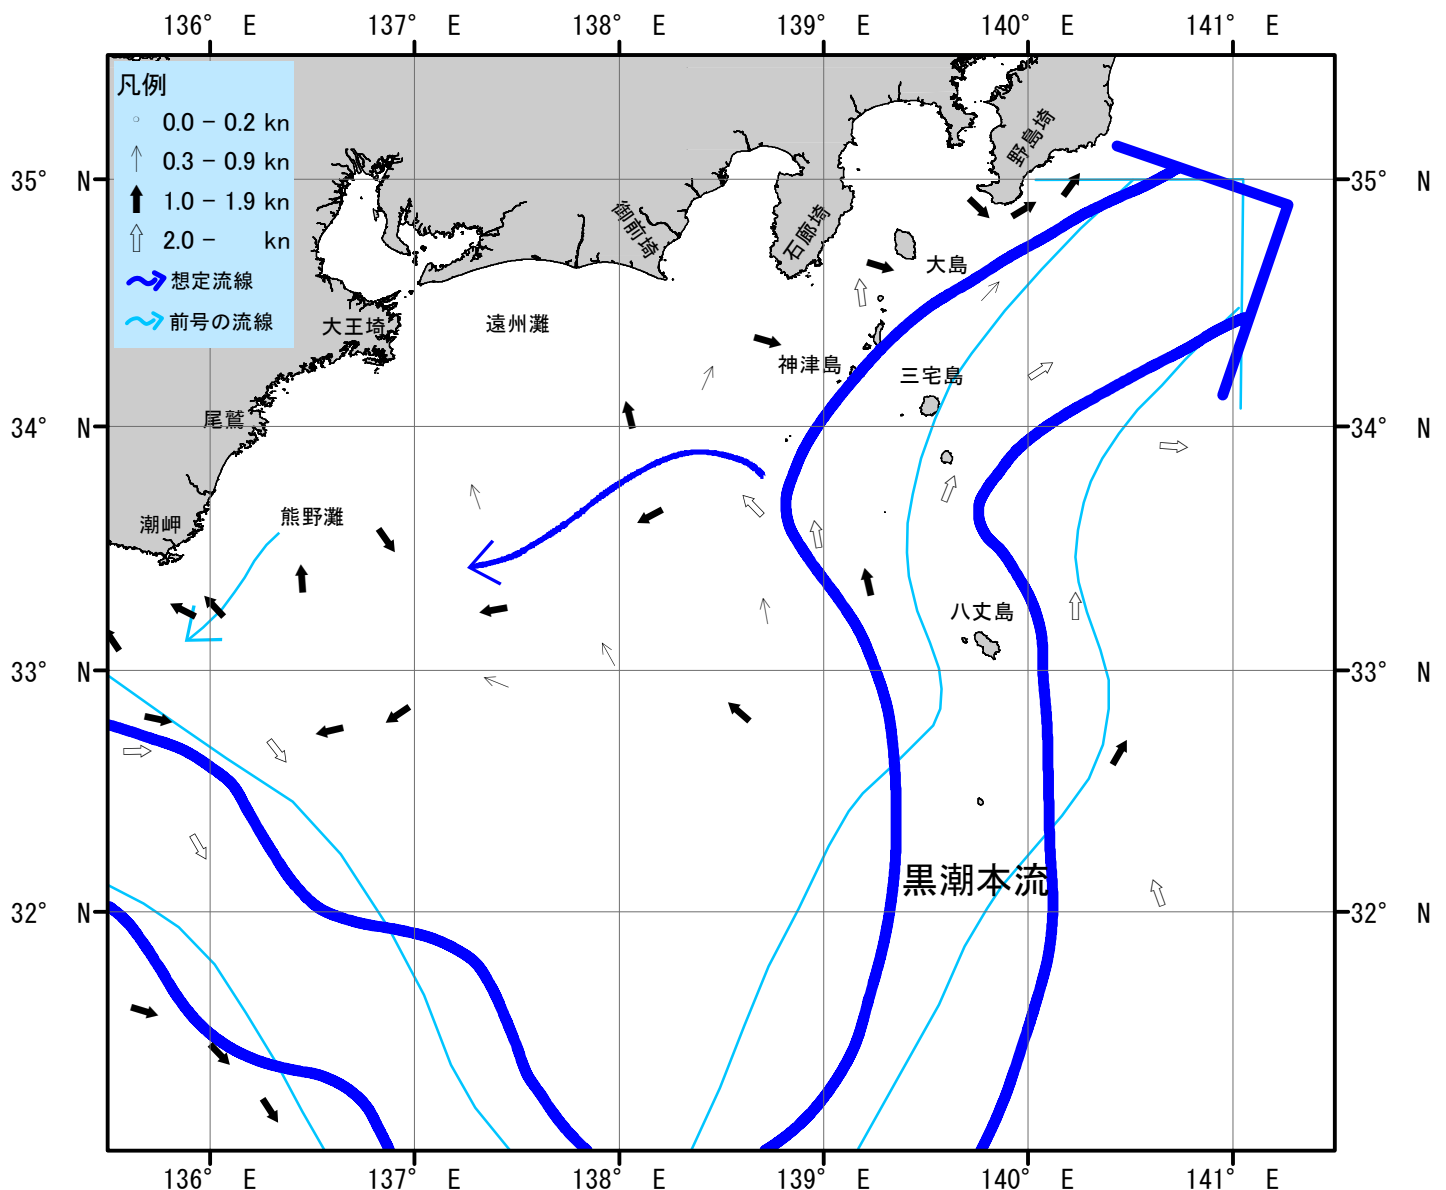 136° E 137° E 138° E 139° E 140° E 141° E
凡例
0.0 - 0.2 kn
0.3 - 0.9 kn
1.0 - 1.9 kn
2.0 - kn
想定流線
前号の流線
野島埼
35° N
35° N
御前埼
石廊埼
大島
大王埼
遠州灘
神津島
三宅島
尾鷲
34° N
34° N
潮岬
熊野灘
八丈島
33° N
33° N
黒潮本流
32° N
32° N
136° E 137° E 138° E 139° E 140° E 141° E